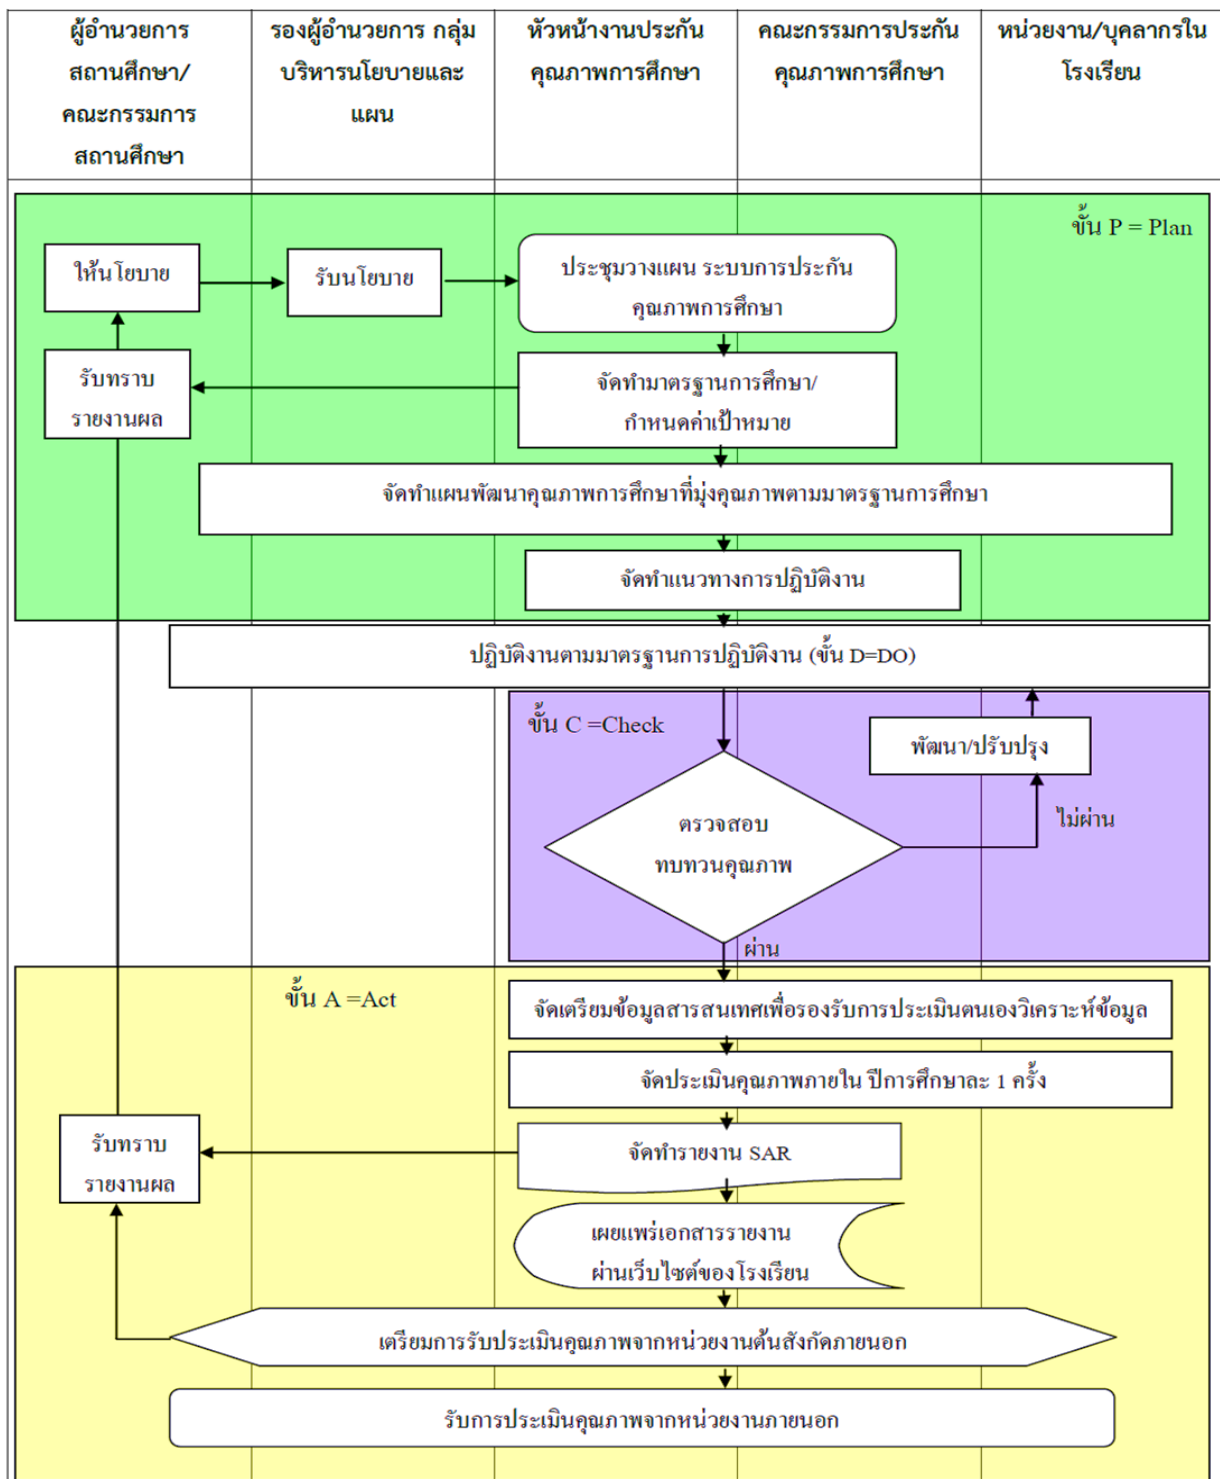 ผู้อำนวยการ
สถานศึกษา/
คณะกรรมการ
สถานศึกษา
รองผู้อำนวยการ กลุ่ม
บริหารนโยบายและ
แผน
หัวหน้างานประกัน
คุณภาพการศึกษา
คณะกรรมการประกัน
คุณภาพการศึกษา
หน่วยงาน/บุคลากรใน
โรงเรียน
ขั้น P = Plan
ให้นโยบาย
รับนโยบาย
ประชุมวางแผน ระบบการประกัน
คุณภาพการศึกษา
รับทราบ
รายงานผล
จัดทำมาตรฐานการศึกษา/
กำหนดค่าเป้าหมาย
จัดทำแผนพัฒนาคุณภาพการศึกษาที่มุ่งคุณภาพตามมาตรฐานการศึกษา
จัดทำแนวทางการปฏิบัติงาน
ปฏิบัติงานตามมาตรฐานการปฏิบัติงาน (ขั้น D=DO)
ขั้น C =Check
พัฒนา/ปรับปรุง
ตรวจสอบ
ทบทวนคุณภาพ
ไม่ผ่าน
ผ่าน
ขั้น A =Act
จัดเตรียมข้อมูลสารสนเทศเพื่อรองรับการประเมินตนเองวิเคราะห์ข้อมูล
จัดประเมินคุณภาพภายใน ปีการศึกษาละ 1 ครั้ง
รับทราบ
รายงานผล
จัดทำรายงาน SAR
เผยแพร่เอกสารรายงาน
ผ่านเว็บไซต์ของโรงเรียน
เตรียมการรับประเมินคุณภาพจากหน่วยงานต้นสังกัดภายนอก
รับการประเมินคุณภาพจากหน่วยงานภายนอก